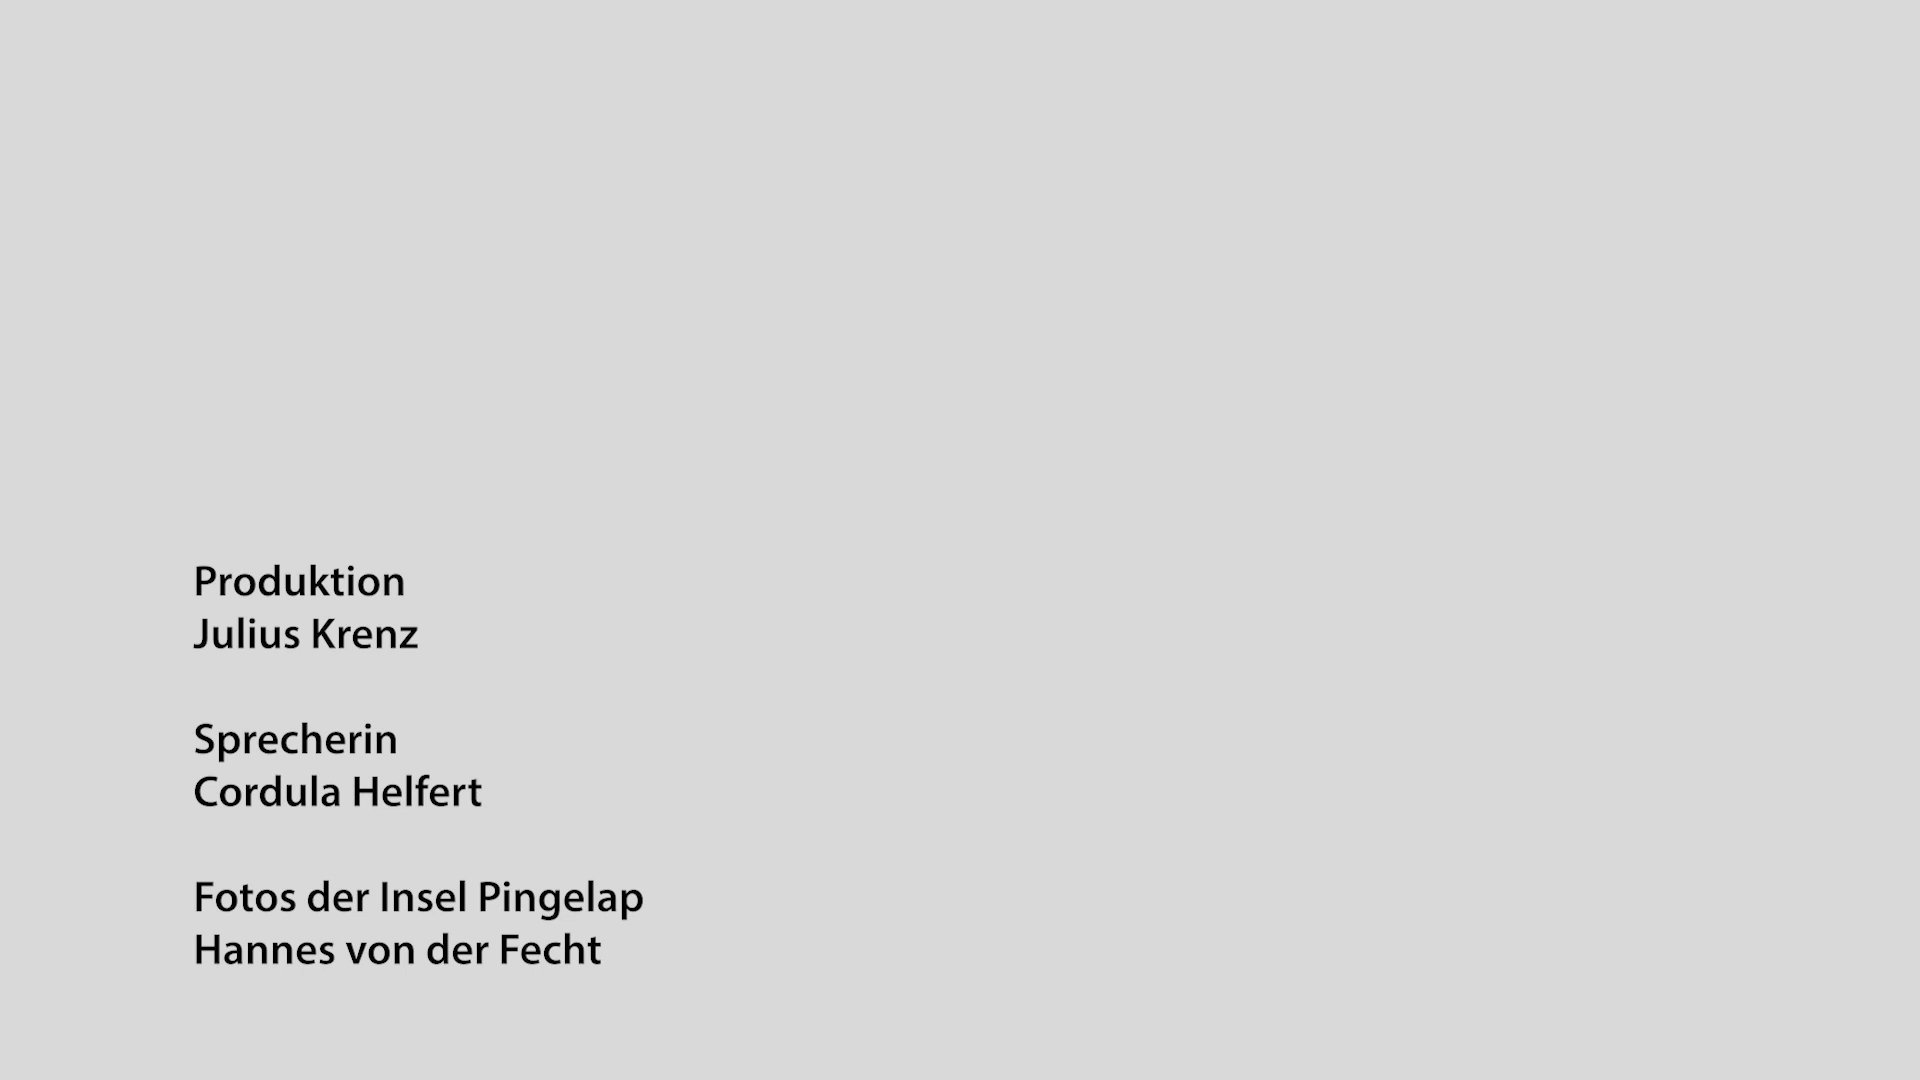 Produktion
Julius Krenz
Sprecherin
Cordula Helfert
Fotos der Insel Pingelap
Hannes von der Fecht